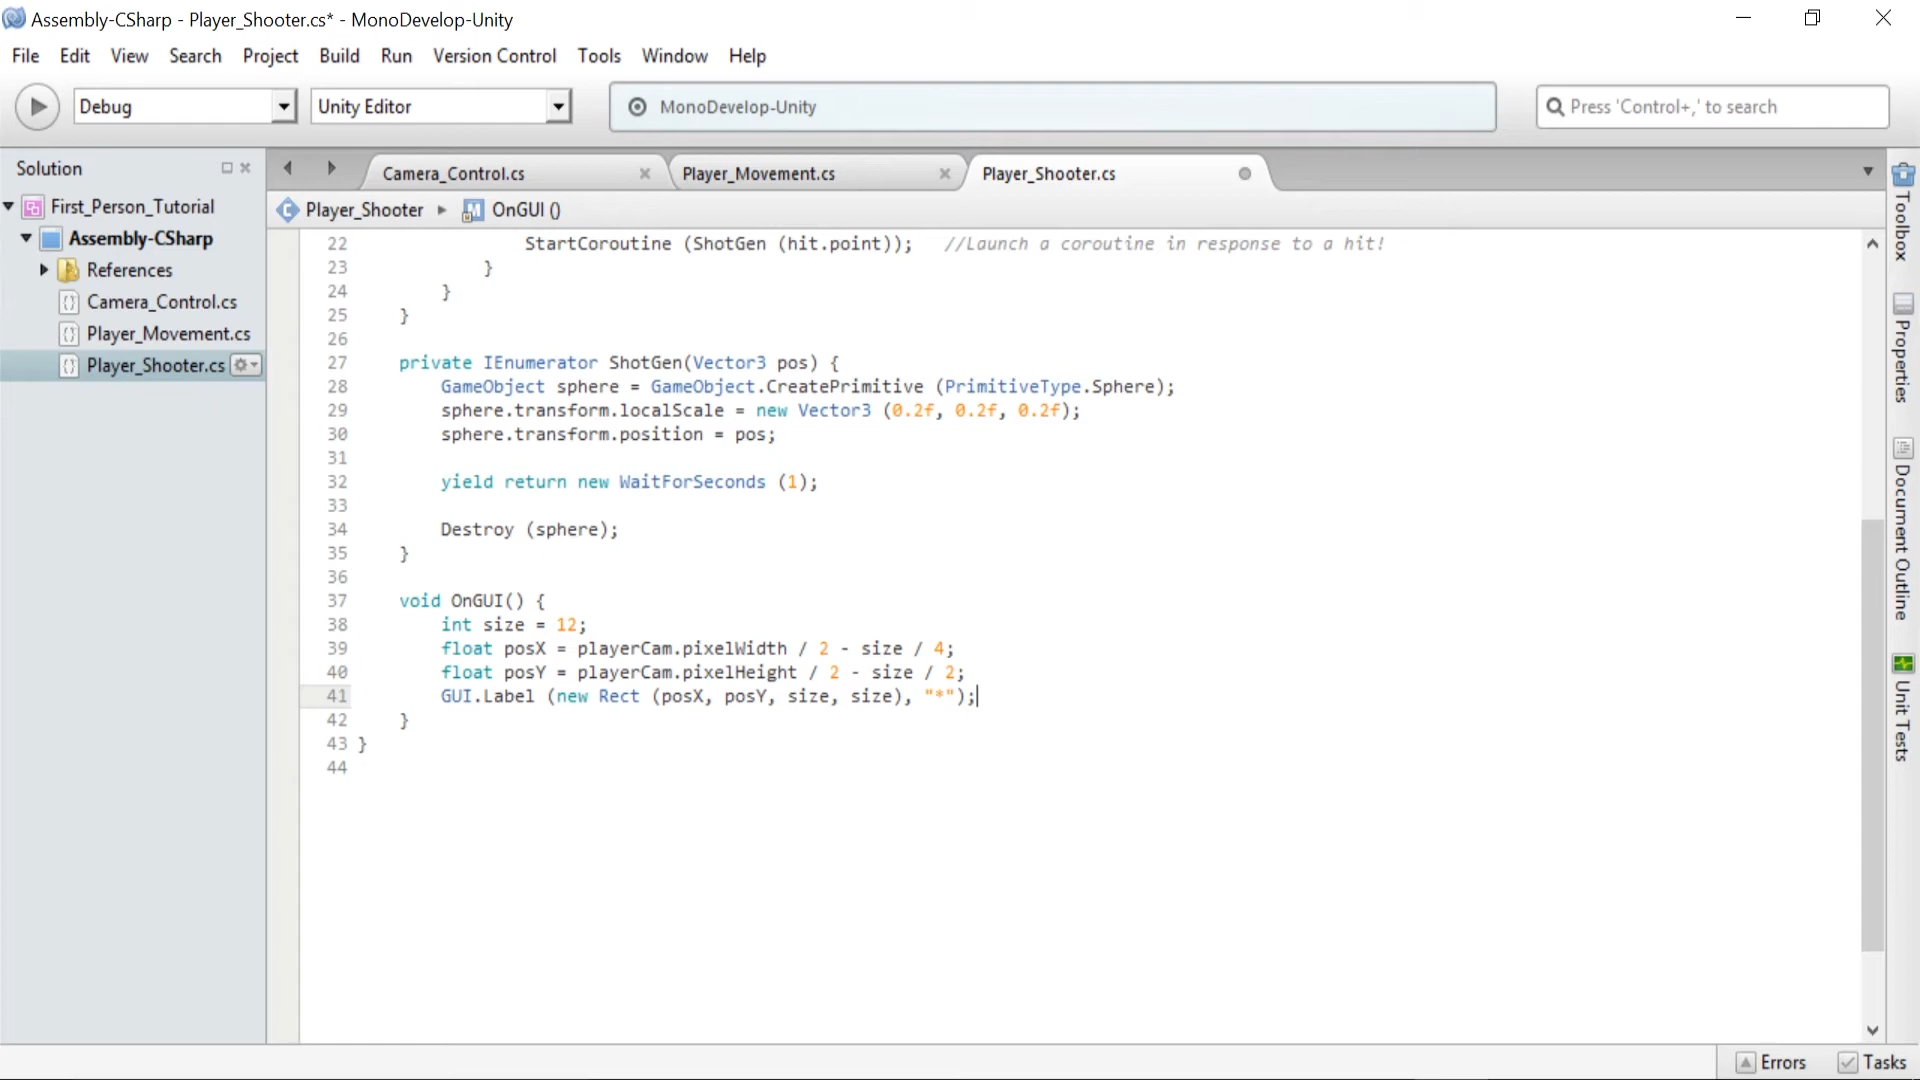 Assembly-CSharp - Player_Shooter.cs* - MonoDevelop-Unity
File Edit View Search Project Build Run Version Control Tools Window Help
Debug Unity Editor MonoDevelop-Unity Press 'Control+,' to search
Solution
First_Person_Tutorial
Assembly-CSharp
References
Camera_Control.cs
Player_Movement.cs
Player_Shooter.cs
Camera_Control.cs Player_Movement.cs Player_Shooter.cs
Player_Shooter OnGUI ()
22 StartCoroutine (ShotGen (hit.point)); //Launch a coroutine in response to a hit!
23 }
24 }
25 }
26
27 private IEnumerator ShotGen(Vector3 pos) {
28 GameObject sphere = GameObject.CreatePrimitive (PrimitiveType.Sphere);
29 sphere.transform.localScale = new Vector3 (0.2f, 0.2f, 0.2f);
30 sphere.transform.position = pos;
31
32 yield return new WaitForSeconds (1);
33
34 Destroy (sphere);
35 }
36
37 void OnGUI() {
38 int size = 12;
39 float posX = playerCam.pixelWidth / 2 - size / 4;
40 float posY = playerCam.pixelHeight / 2 - size / 2;
41 GUI.Label (new Rect (posX, posY, size, size), "*");
42 }
43 }
44
Toolbox
Properties
Document Outline
Unit Tests
Errors Tasks